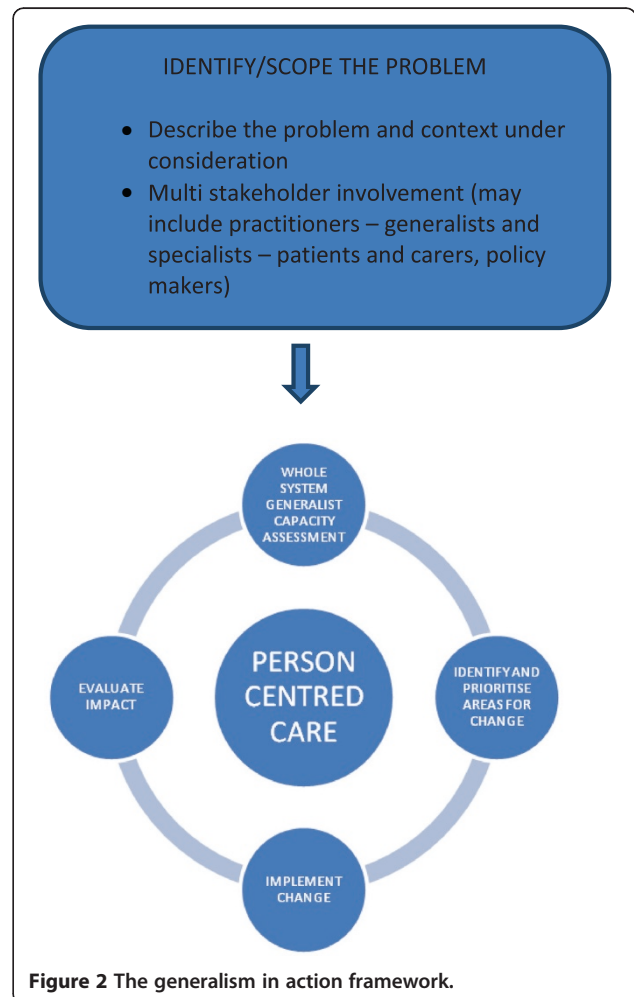 IDENTIFY/SCOPE THE PROBLEM
• Describe the problem and context under
consideration
• Multi stakeholder involvement (may
include practitioners – generalists and
specialists – patients and carers, policy
makers)
WHOLE
SYSTEM
GENERALIST
CAPACITY
ASSESSMENT
EVALUATE
IMPACT
PERSON
CENTRED
CARE
IDENTIFY AND
PRIORITISE
AREAS FOR
CHANGE
IMPLEMENT
CHANGE
Figure 2 The generalism in action framework.